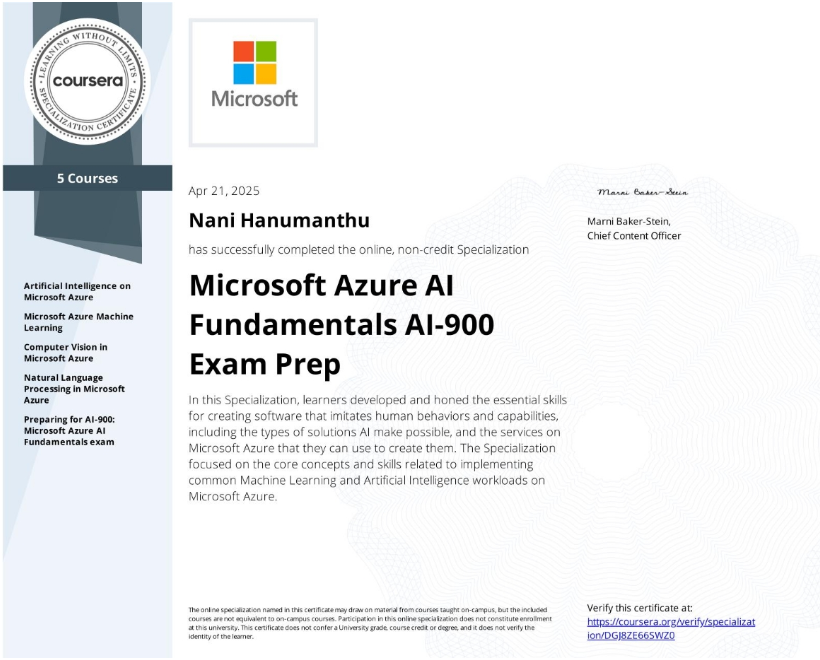 LEARNING WITHOUT LIMITS
coursera
SPECIALIZATION CERTIFICATE
5 Courses
Artificial Intelligence on
Microsoft Azure
Microsoft Azure Machine
Learning
Computer Vision in
Microsoft Azure
Natural Language
Processing in Microsoft
Azure
Preparing for AI-900:
Microsoft Azure AI
Fundamentals exam
Microsoft
Apr 21, 2025
Nani Hanumanthu
has successfully completed the online, non-credit Specialization
Microsoft Azure AI
Fundamentals AI-900
Exam Prep
In this Specialization, learners developed and honed the essential skills
for creating software that imitates human behaviors and capabilities,
including the types of solutions AI make possible, and the services on
Microsoft Azure that they can use to create them. The Specialization
focused on the core concepts and skills related to implementing
common Machine Learning and Artificial Intelligence workloads on
Microsoft Azure.
Marni Baker-Stein
Marni Baker-Stein,
Chief Content Officer
The online specialization named in this certificate may draw on material from courses taught on-campus, but the included
courses are not equivalent to on-campus courses. Participation in this online specialization does not constitute enrollment
at this university. This certificate does not confer a University grade, course credit or degree, and it does not verify the
identity of the learner.
Verify this certificate at:
https://coursera.org/verify/specializat
ion/DGJ8ZE66SWZ0